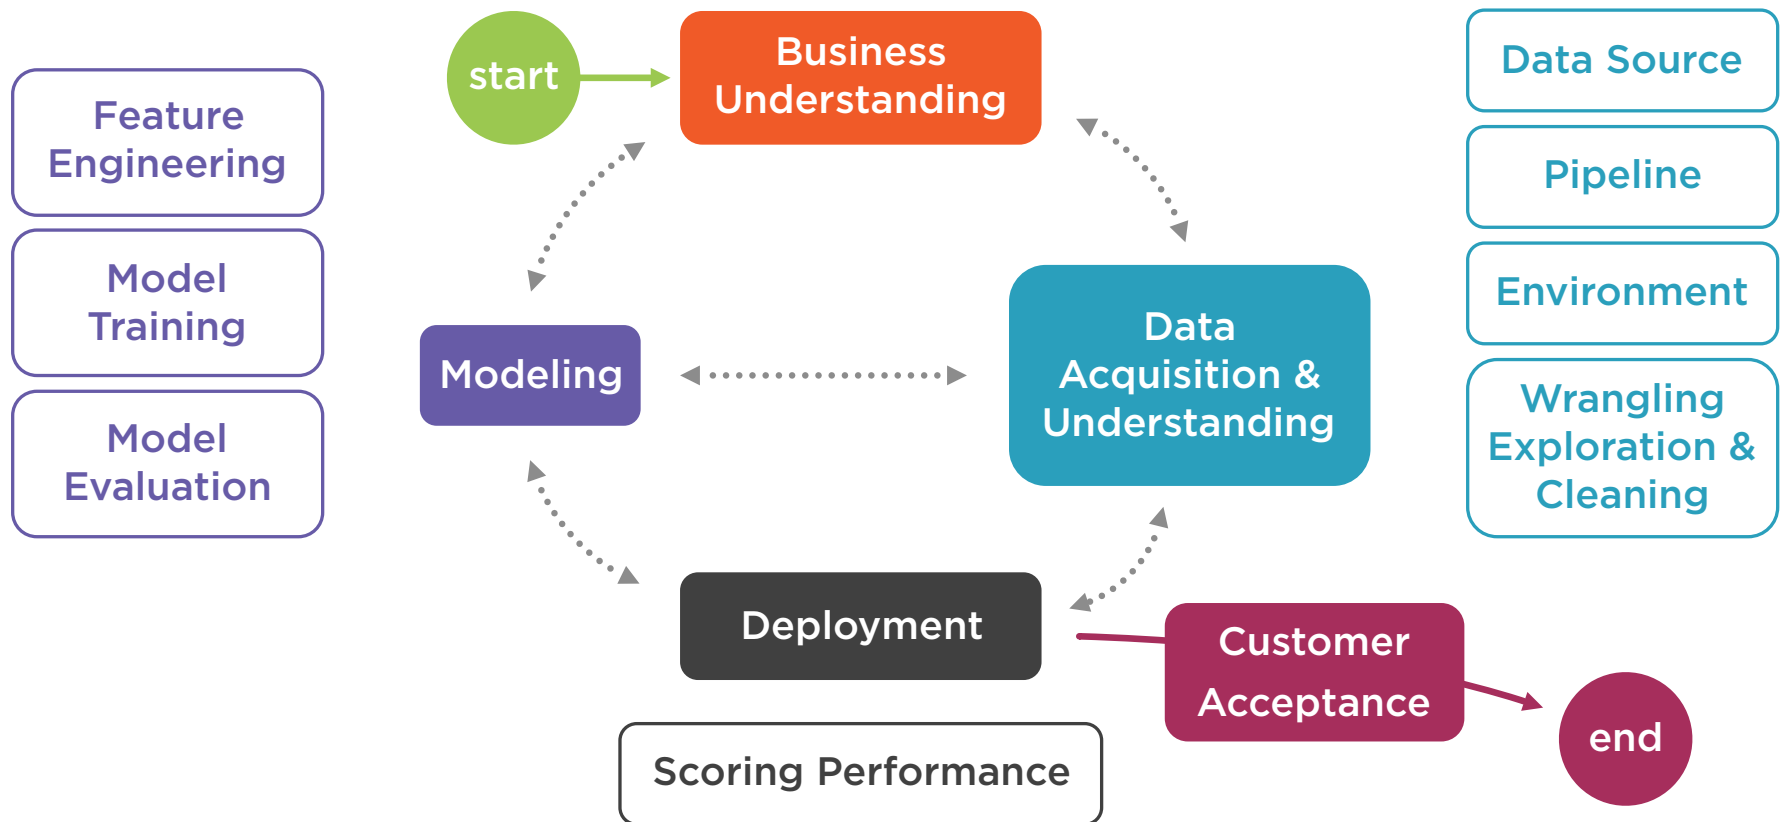 start
Business
Understanding
Feature
Engineering
Model
Training
Model
Evaluation
Modeling
Data
Acquisition &
Understanding
Data Source
Pipeline
Environment
Wrangling
Exploration &
Cleaning
Deployment
Scoring Performance
Customer
Acceptance
end